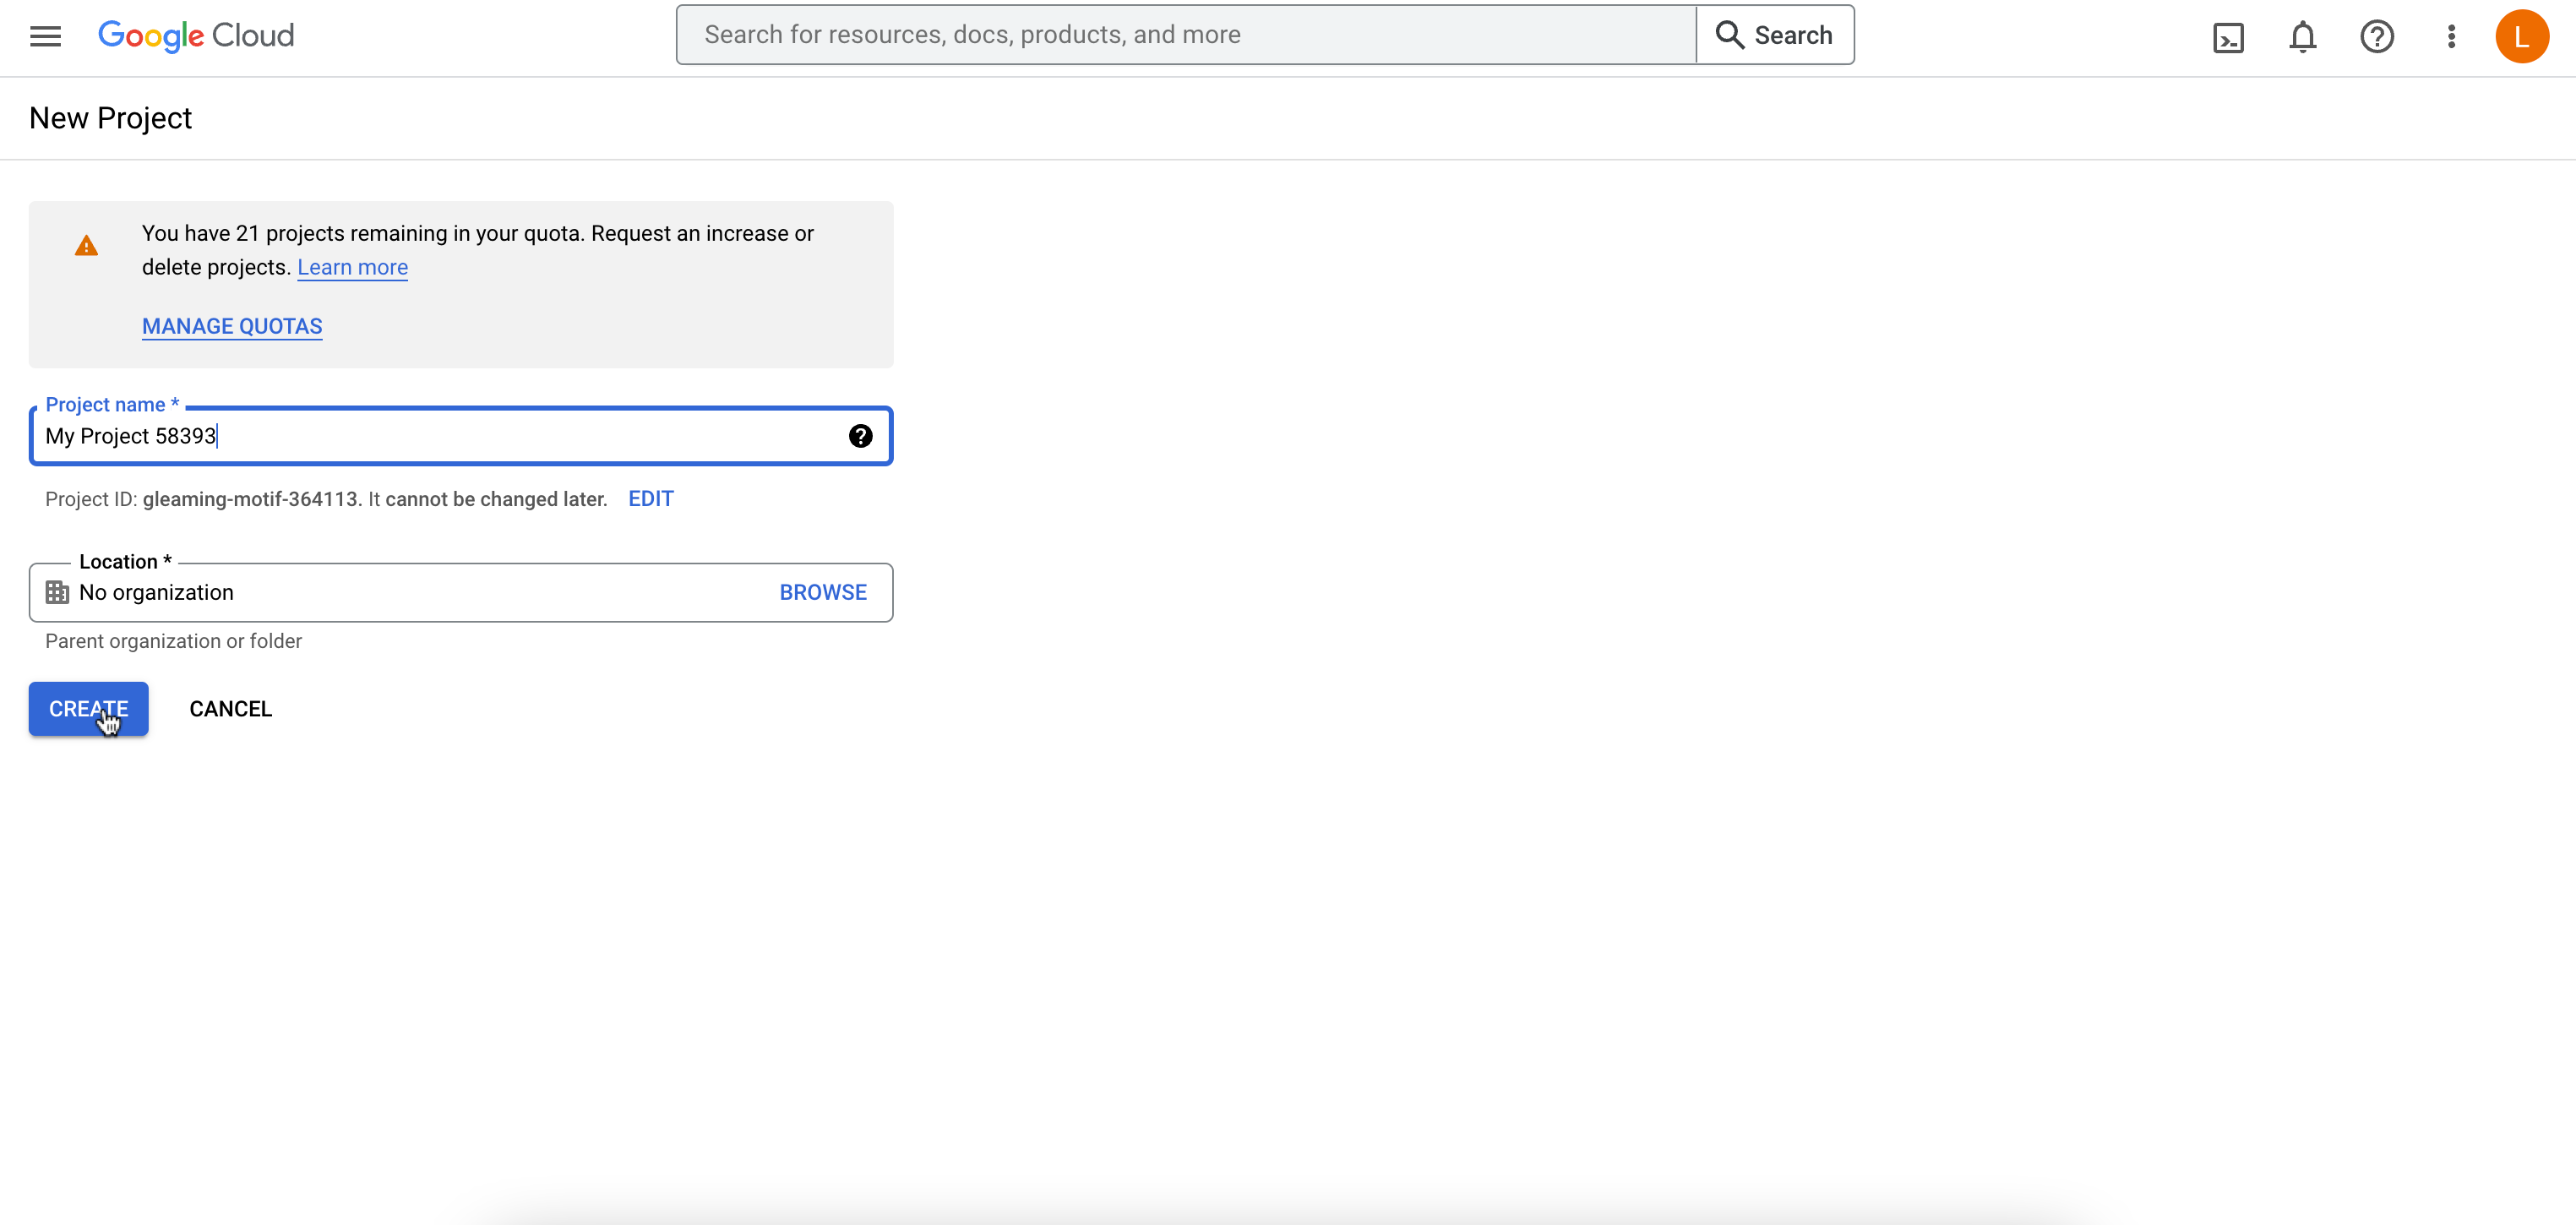 Google Cloud
Search for resources, docs, products, and more
Search
L
New Project
You have 21 projects remaining in your quota. Request an increase or
delete projects. Learn more
MANAGE QUOTAS
Project name *
My Project 58393
Project ID: gleaming-motif-364113. It cannot be changed later. EDIT
Location *
No organization
BROWSE
Parent organization or folder
CREATE
CANCEL